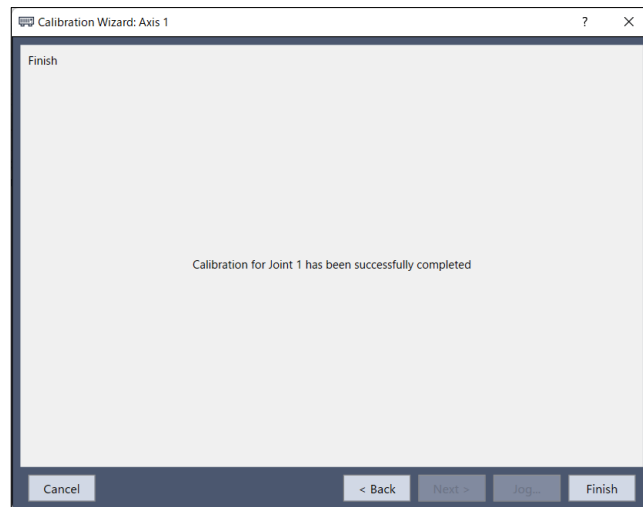 Calibration Wizard: Axis 1
?
Finish
Calibration for Joint 1 has been successfully completed
Cancel
< Back
Next >
Jog...
Finish